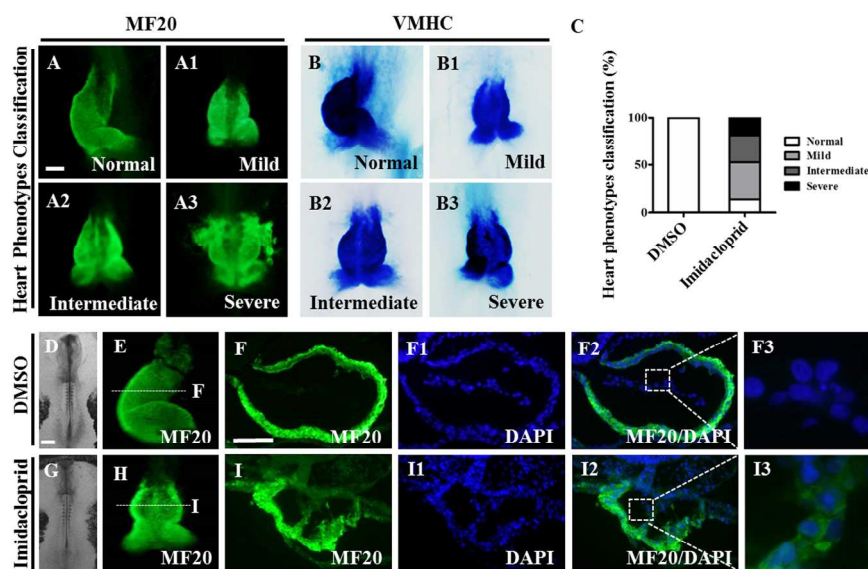 MF20
VMHC
C
Heart Phenotypes Classification
A
Normal
A1
Mild
B
Normal
B1
Mild
A2
Intermediate
A3
Severe
B2
Intermediate
B3
Severe
Heart phenotypes classification (%)
100
50
0
DMSO
Imidacloprid
Normal
Mild
Intermediate
Severe
DMSO
D
E
F
MF20
F
MF20
F1
DAPI
F2
MF20/DAPI
F3
Imidacloprid
G
H
I
MF20
I
MF20
I1
DAPI
I2
MF20/DAPI
I3